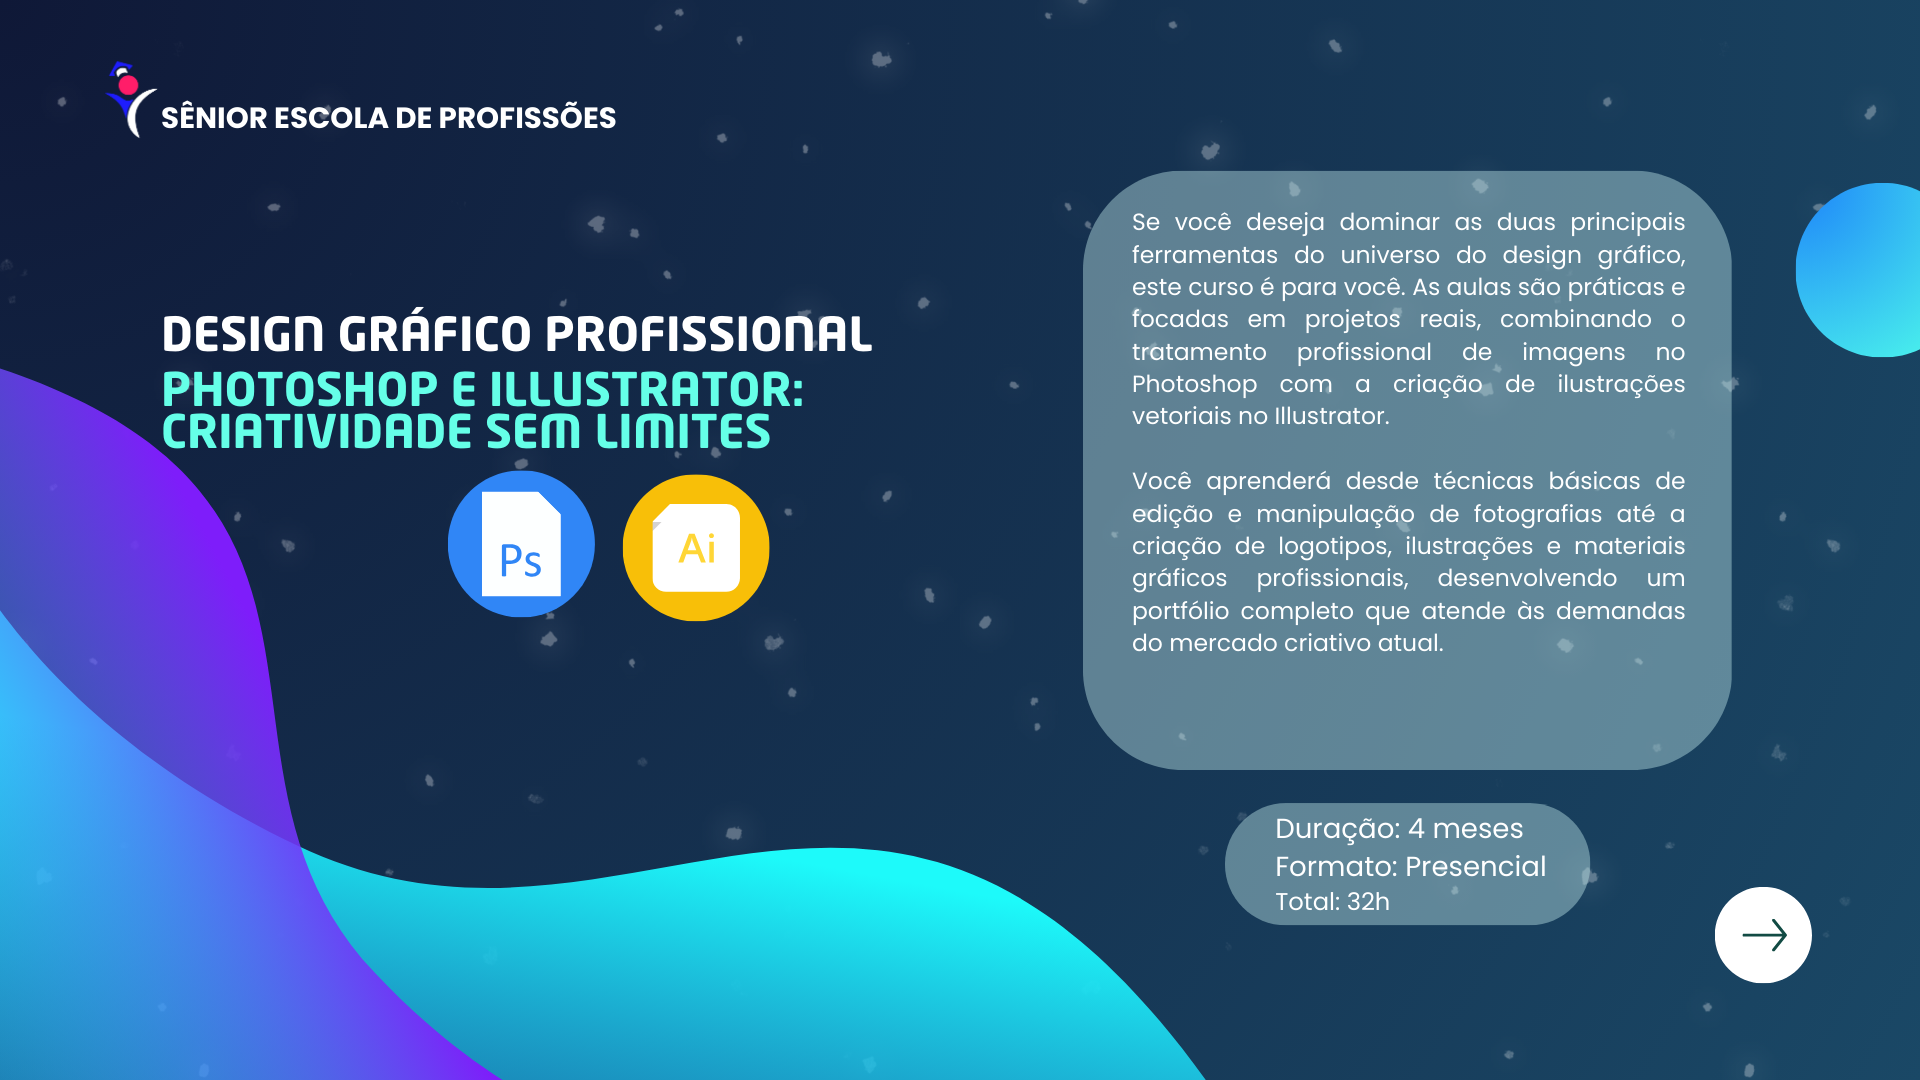 SÊNIOR ESCOLA DE PROFISSÕES
DESIGN GRÁFICO PROFISSIONAL
PHOTOSHOP E ILLUSTRATOR:
CRIATIVIDADE SEM LIMITES
Ps
Ai
Se você deseja dominar as duas principais
ferramentas do universo do design gráfico,
este curso é para você. As aulas são práticas e
focadas em projetos reais, combinando o
tratamento profissional de imagens no
Photoshop com a criação de ilustrações
vetoriais no Illustrator.
Você aprenderá desde técnicas básicas de
edição e manipulação de fotografias até a
criação de logotipos, ilustrações e materiais
gráficos profissionais, desenvolvendo um
portfólio completo que atende às demandas
do mercado criativo atual.
Duração: 4 meses
Formato: Presencial
Total: 32h